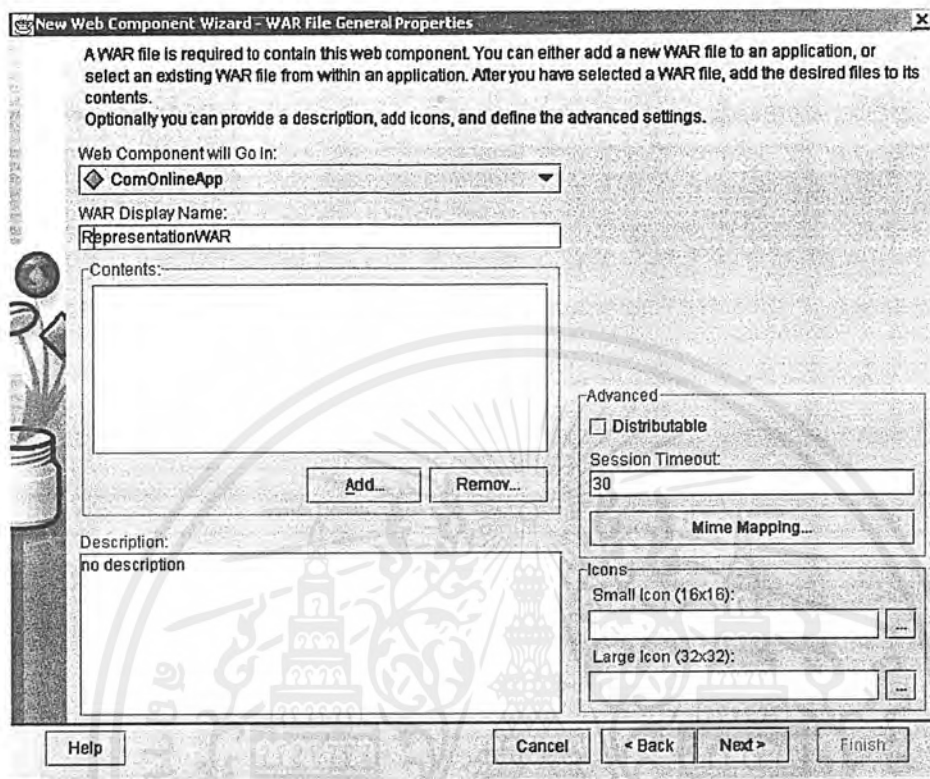 New Web Component Wizard - WAR File General Properties
A WAR file is required to contain this web component. You can either add a new WAR file to an application, or
select an existing WAR file from within an application. After you have selected a WAR file, add the desired files to its
contents.
Optionally you can provide a description, add icons, and define the advanced settings.
Web Component will Go In:
ComOnlineApp
WAR Display Name:
RepresentationWAR
Contents:
Add...
Remov...
Advanced
Distributable
Session Timeout:
30
Mime Mapping...
Description:
no description
Icons
Small Icon (16x16):
...
Large Icon (32x32):
...
Help
Cancel
< Back
Next >
Finish